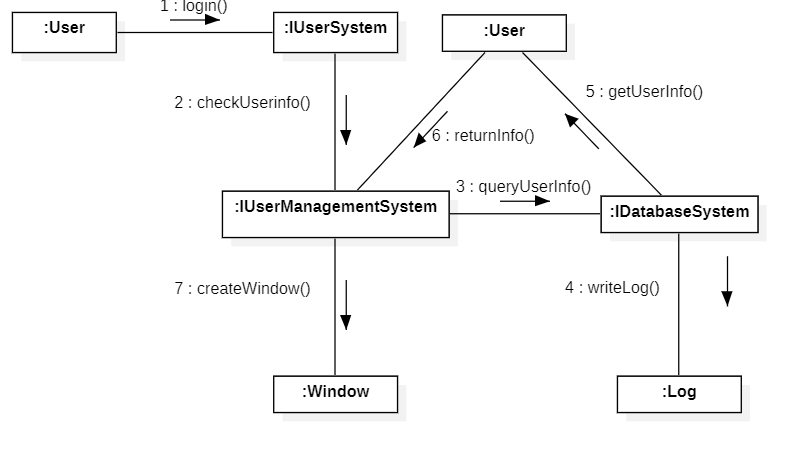 1 : login()
:User
:IUserSystem
:User
2 : checkUserinfo()
5 : getUserInfo()
6 : returnInfo()
3 : queryUserInfo()
:IUserManagementSystem
:IDatabaseSystem
7 : createWindow()
4 : writeLog()
:Window
:Log